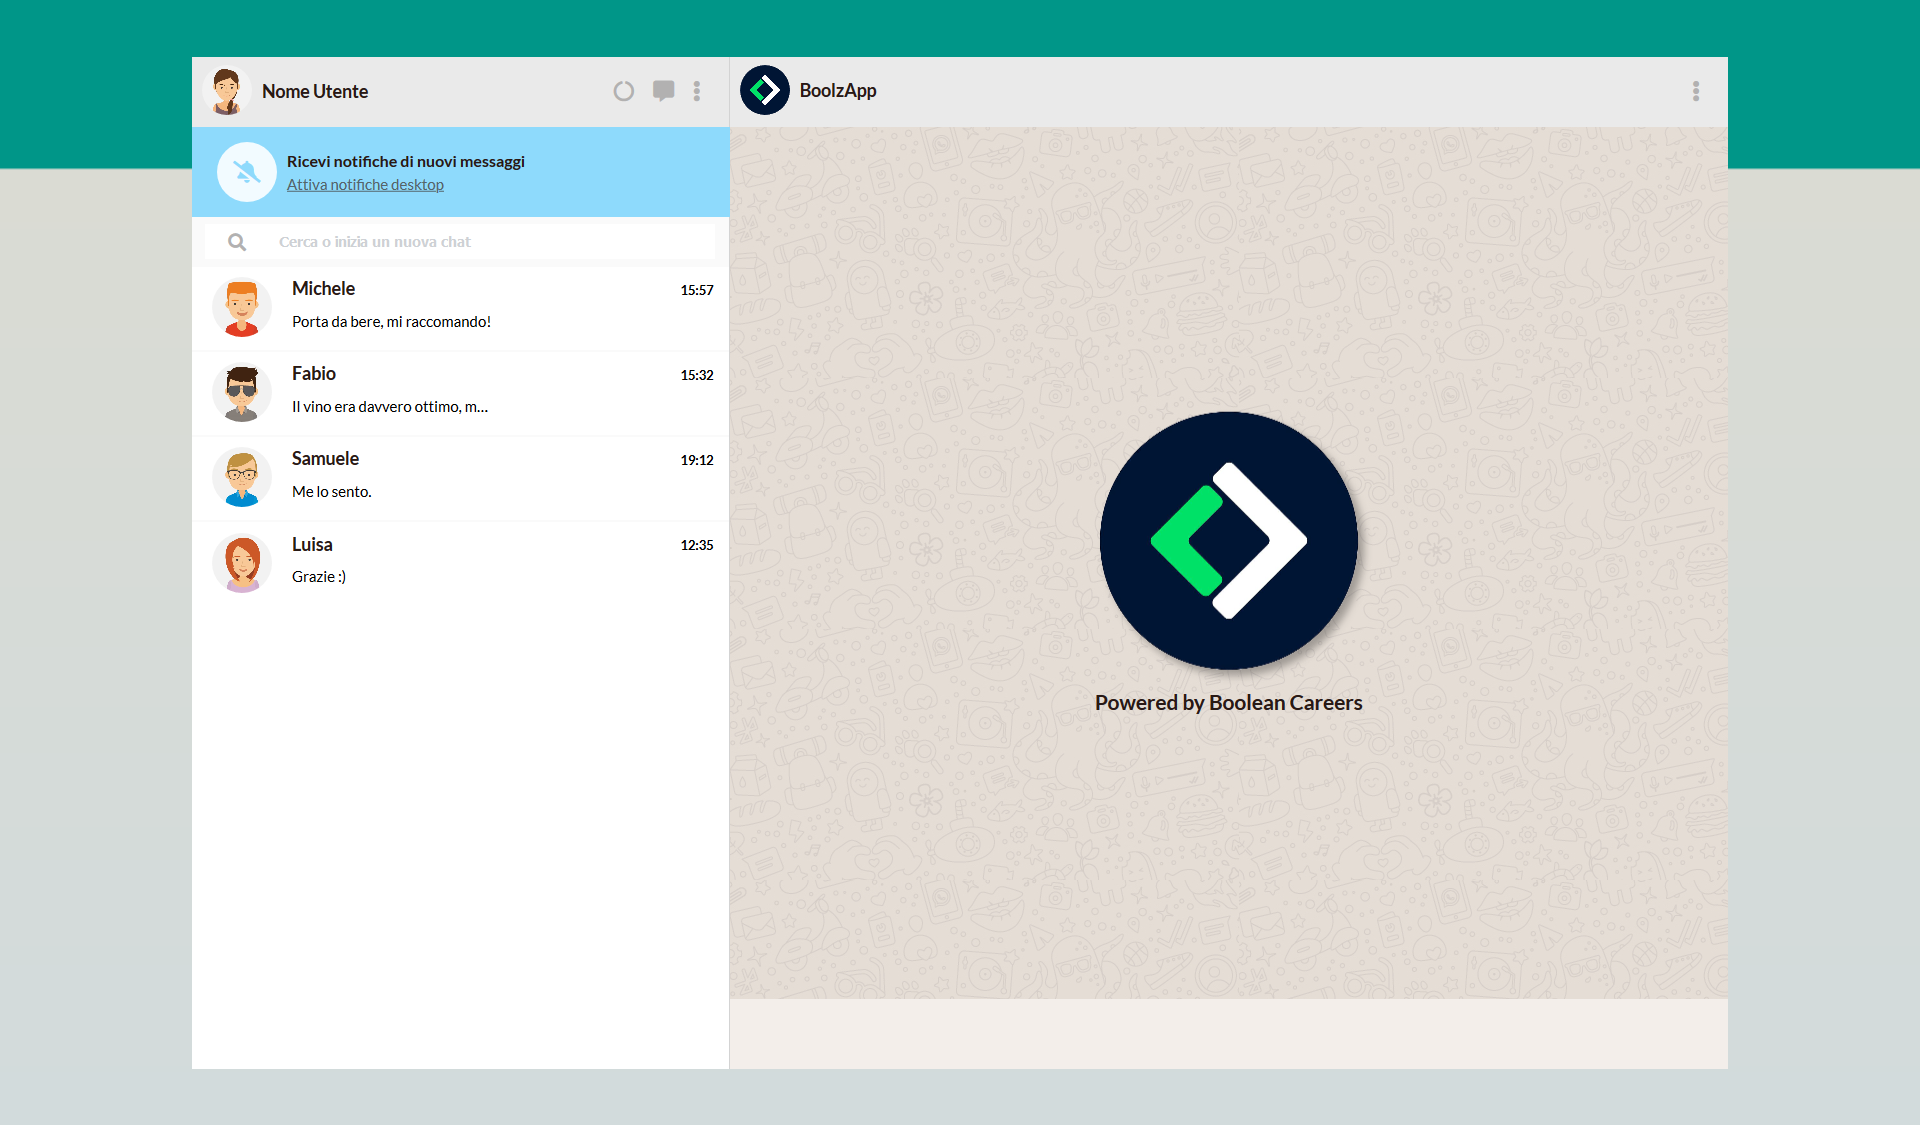 Nome Utente
BoolzApp
Ricevi notifiche di nuovi messaggi
Attiva notifiche desktop
Cerca o inizia un nuova chat
Michele
15:57
Porta da bere, mi raccomando!
Fabio
15:32
Il vino era davvero ottimo, m...
Samuele
19:12
Me lo sento.
Luisa
12:35
Grazie :)
Powered by Boolean Careers